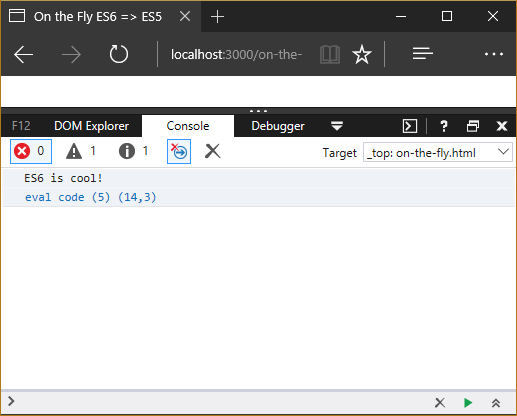 On the Fly ES6 => ES5
localhost:3000/on-the-
F12 DOM Explorer Console Debugger
0 1 1 Target _top: on-the-fly.html
ES6 is cool!
eval code (5) (14,3)